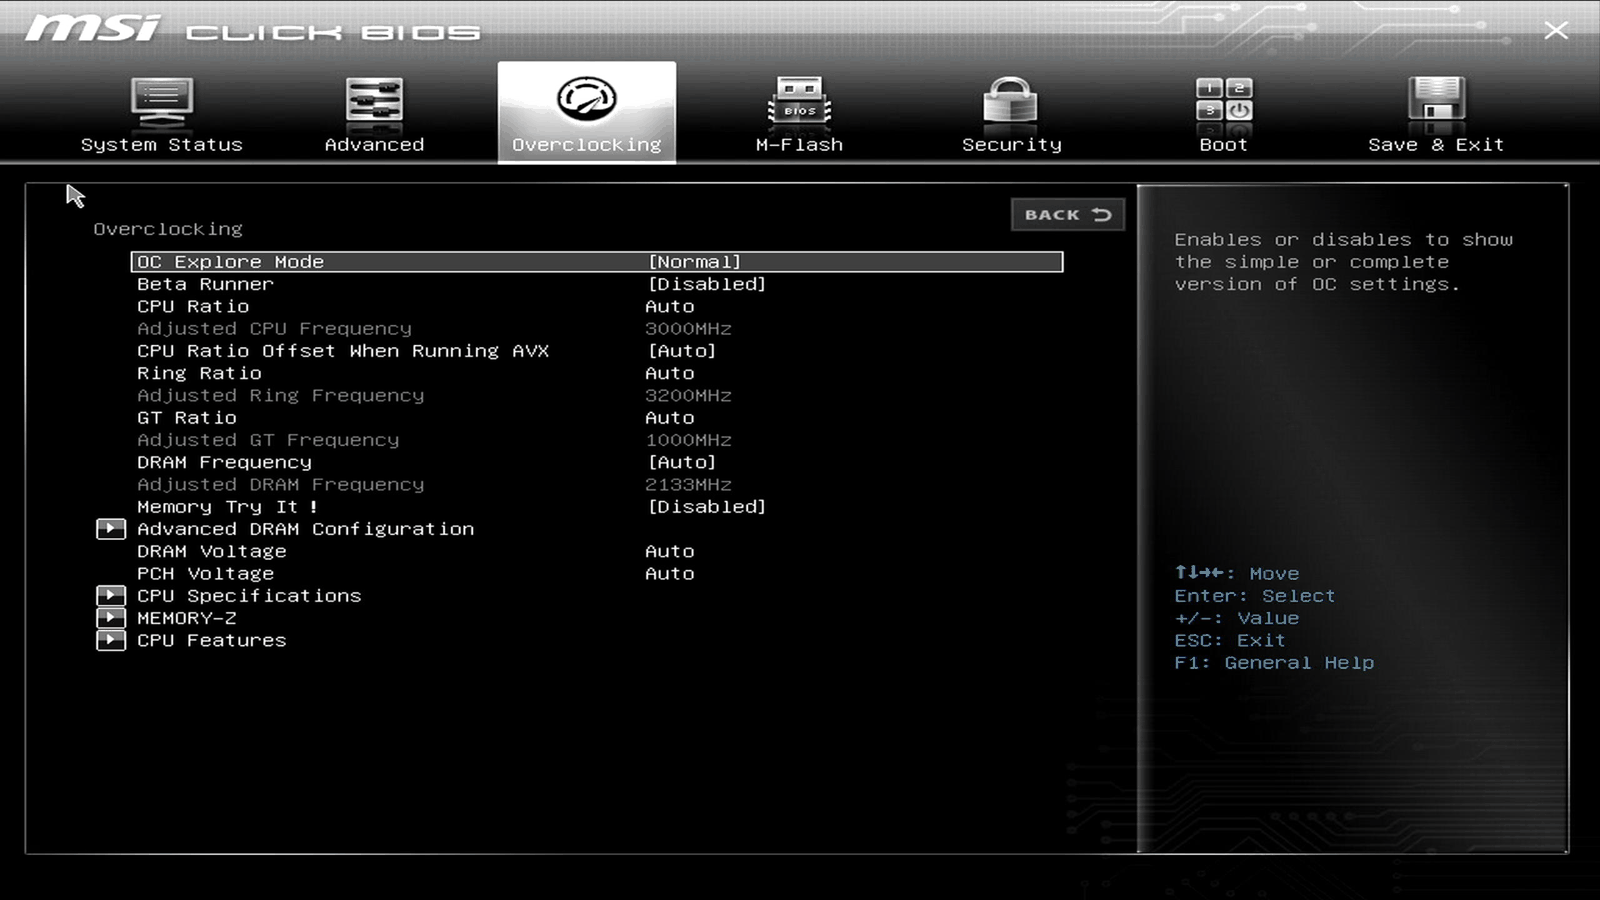 msi CLICK BIOS
System Status
Advanced
Overclocking
BIOS
M-Flash
Security
1 2
3
Boot
Save & Exit
BACK
Overclocking
OC Explore Mode [Normal]
Beta Runner [Disabled]
CPU Ratio Auto
Adjusted CPU Frequency 3000MHz
CPU Ratio Offset When Running AVX [Auto]
Ring Ratio Auto
Adjusted Ring Frequency 3200MHz
GT Ratio Auto
Adjusted GT Frequency 1000MHz
DRAM Frequency [Auto]
Adjusted DRAM Frequency 2133MHz
Memory Try It ! [Disabled]
Advanced DRAM Configuration
DRAM Voltage Auto
PCH Voltage Auto
CPU Specifications
MEMORY-Z
CPU Features
Enables or disables to show
the simple or complete
version of OC settings.
↑↓→←: Move
Enter: Select
+/-: Value
ESC: Exit
F1: General Help